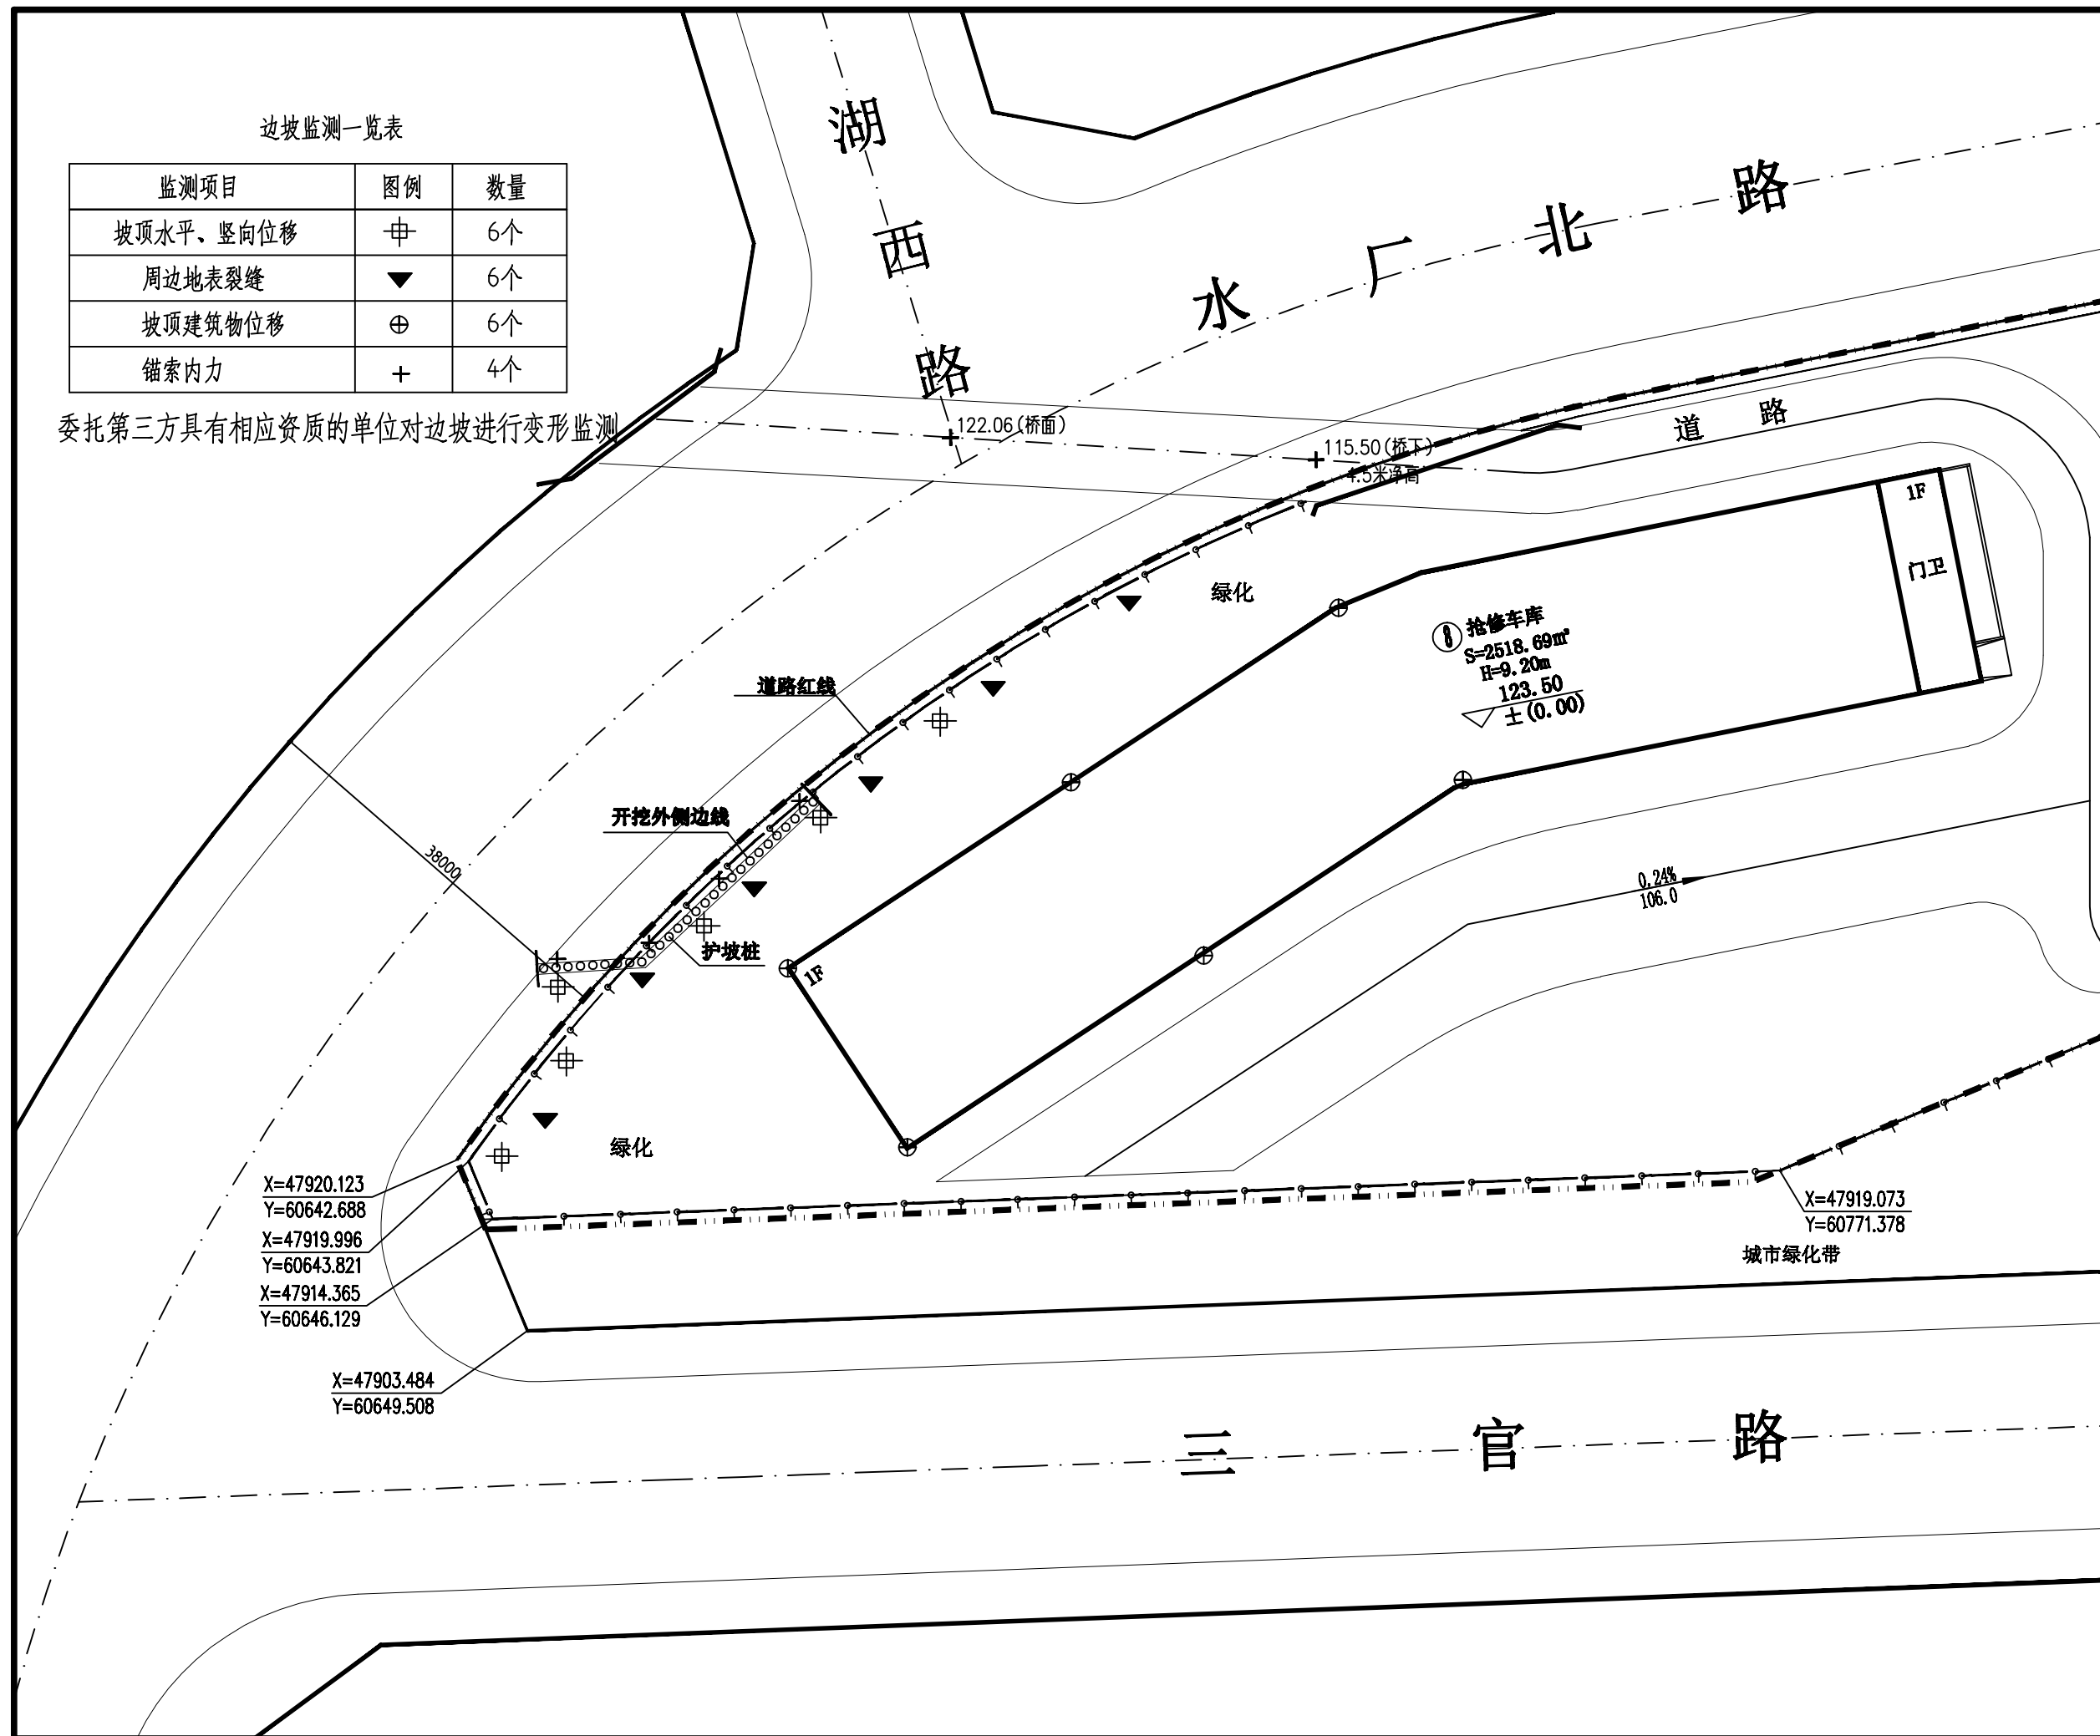 边坡监测一览表
监测项目 图例 数量
坡顶水平、竖向位移 6个
周边地表裂缝 6个
坡顶建筑物位移 6个
锚索内力 4个
委托第三方具有相应资质的单位对边坡进行变形监测
湖西路
水厂北路
122.06(桥面)
115.50(桥下)
4.5米净高
道路
1F
门卫
绿化
8 抢修车库
S=2518.69m²
H=9.20m
123.50
±(0.00)
道路红线
开挖外侧边线
38000
护坡桩
1F
0.24%
106.0
绿化
X=47920.123
Y=60642.688
X=47919.996
Y=60643.821
X=47914.365
Y=60646.129
X=47903.484
Y=60649.508
X=47919.073
Y=60771.378
城市绿化带
三官路